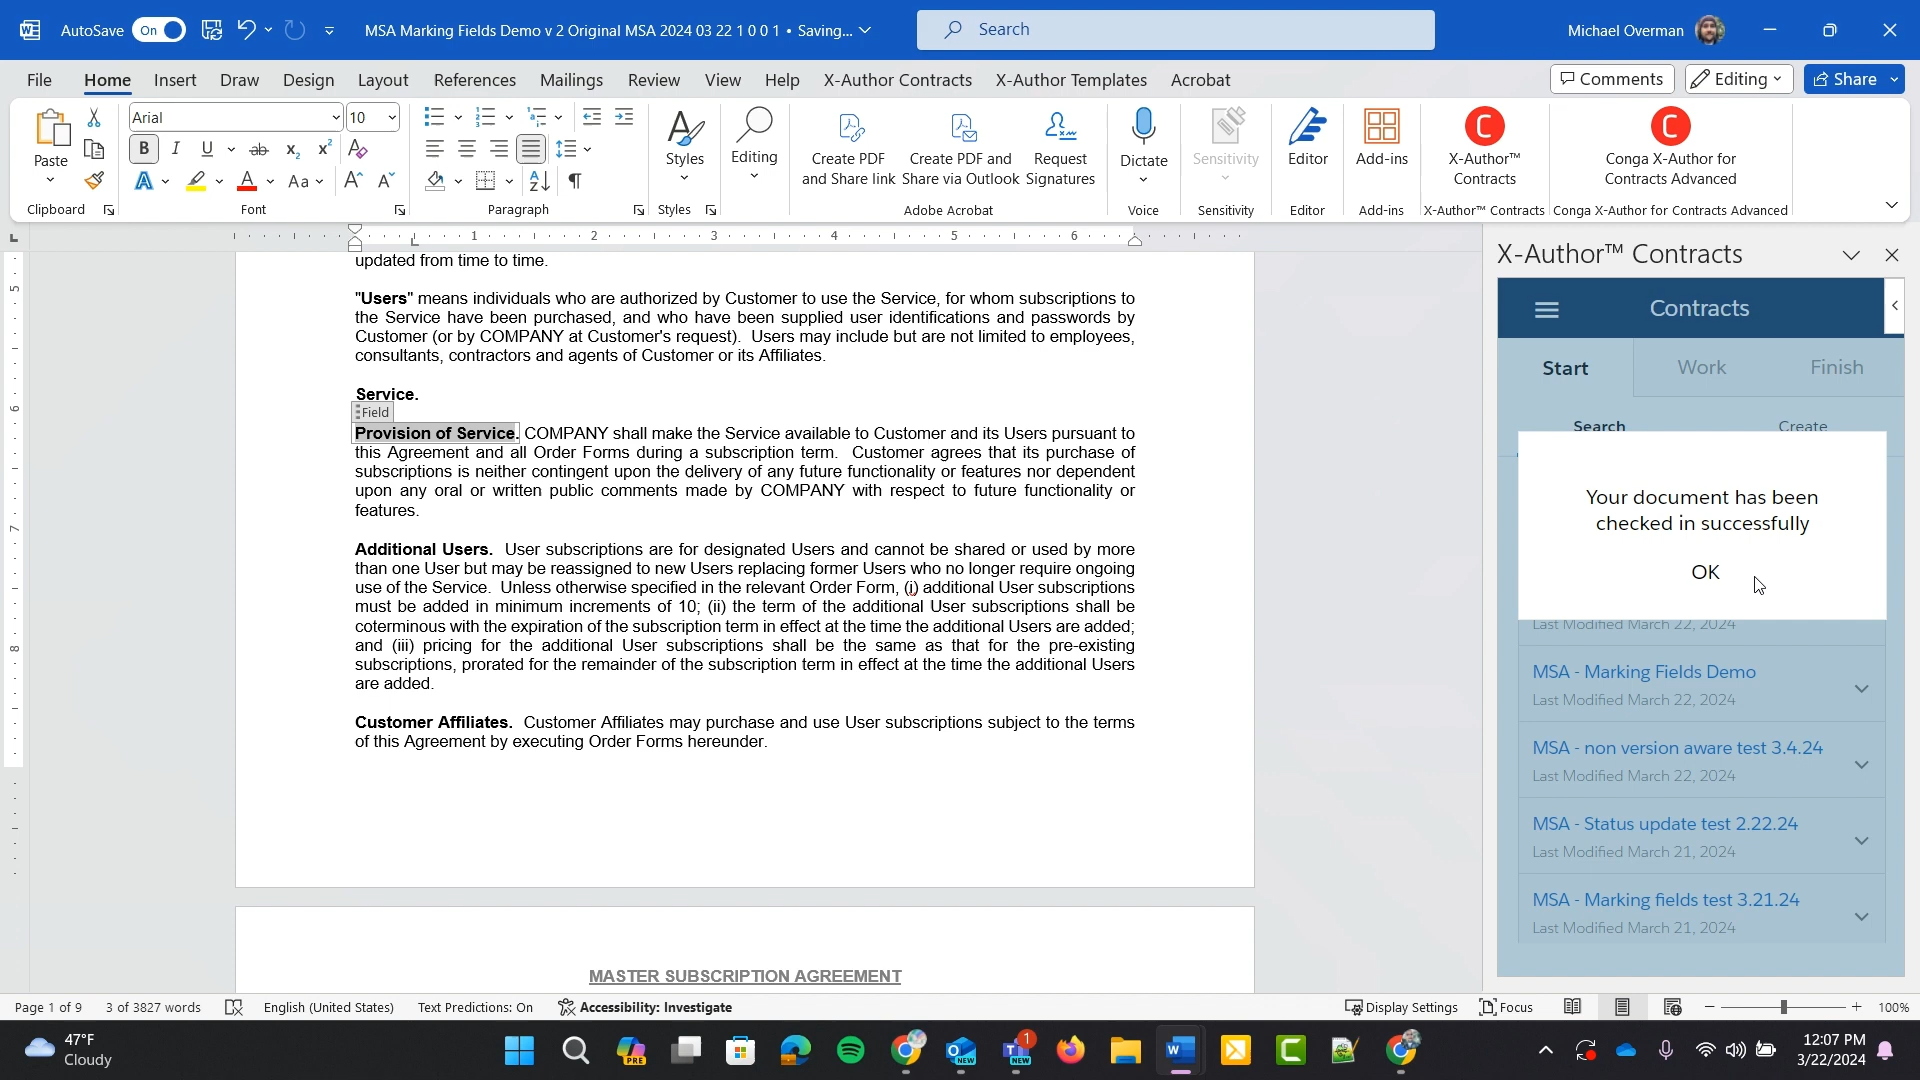 AutoSave On MSA Marking Fields Demo v 2 Original MSA 2024 03 22 1 0 0 1 • Saving... Search Michael Overman
File Home Insert Draw Design Layout References Mailings Review View Help X-Author Contracts X-Author Templates Acrobat Comments Editing Share
Paste
Clipboard
Arial 10
B I U ab x₂ x² A
A A Aa A A
Font
Paragraph
Styles
Styles
Editing
Create PDF
and Share link
Create PDF and
Share via Outlook
Request
Signatures
Adobe Acrobat
Dictate
Voice
Sensitivity
Sensitivity
Editor
Editor
Add-ins
Add-ins
X-Author™
Contracts
X-Author™ Contracts
Conga X-Author for
Contracts Advanced
Conga X-Author for Contracts Advanced
1 2 3 4 5 6
5
6
7
8
updated from time to time.
"Users" means individuals who are authorized by Customer to use the Service, for whom subscriptions to
the Service have been purchased, and who have been supplied user identifications and passwords by
Customer (or by COMPANY at Customer's request). Users may include but are not limited to employees,
consultants, contractors and agents of Customer or its Affiliates.
Service.
Field
Provision of Service. COMPANY shall make the Service available to Customer and its Users pursuant to
this Agreement and all Order Forms during a subscription term. Customer agrees that its purchase of
subscriptions is neither contingent upon the delivery of any future functionality or features nor dependent
upon any oral or written public comments made by COMPANY with respect to future functionality or
features.
Additional Users. User subscriptions are for designated Users and cannot be shared or used by more
than one User but may be reassigned to new Users replacing former Users who no longer require ongoing
use of the Service. Unless otherwise specified in the relevant Order Form, (i) additional User subscriptions
must be added in minimum increments of 10; (ii) the term of the additional User subscriptions shall be
coterminous with the expiration of the subscription term in effect at the time the additional Users are added;
and (iii) pricing for the additional User subscriptions shall be the same as that for the pre-existing
subscriptions, prorated for the remainder of the subscription term in effect at the time the additional Users
are added.
Customer Affiliates. Customer Affiliates may purchase and use User subscriptions subject to the terms
of this Agreement by executing Order Forms hereunder.
MASTER SUBSCRIPTION AGREEMENT
X-Author™ Contracts
Contracts
Start Work Finish
Search Create
Your document has been
checked in successfully
OK
Last Modified March 22, 2024
MSA - Marking Fields Demo
Last Modified March 22, 2024
MSA - non version aware test 3.4.24
Last Modified March 22, 2024
MSA - Status update test 2.22.24
Last Modified March 21, 2024
MSA - Marking fields test 3.21.24
Last Modified March 21, 2024
Page 1 of 9 3 of 3827 words English (United States) Text Predictions: On Accessibility: Investigate Display Settings Focus 100%
47°F
Cloudy
PRE
NEW
1
NEW
12:07 PM
3/22/2024